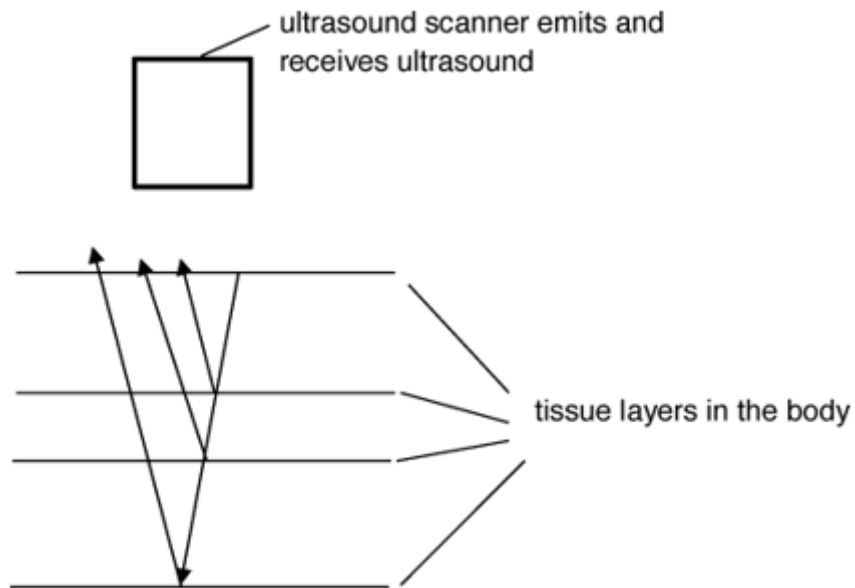 ultrasound scanner emits and
receives ultrasound
tissue layers in the body